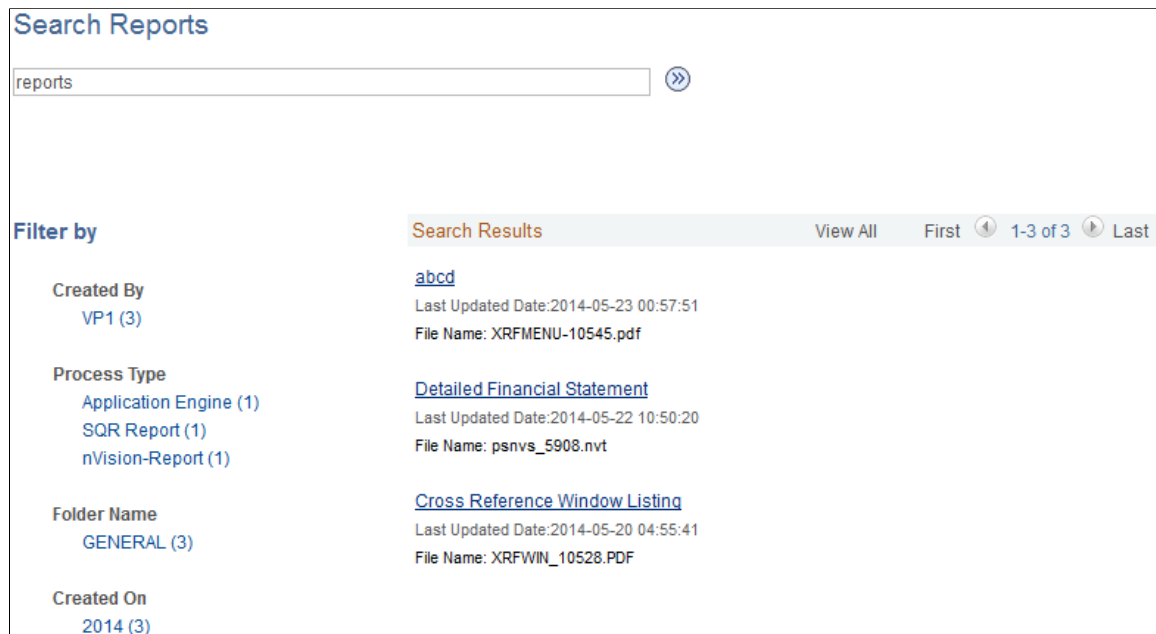 Search Reports
reports
Filter by
Created By
VP1 (3)
Process Type
Application Engine (1)
SQR Report (1)
nVision-Report (1)
Folder Name
GENERAL (3)
Created On
2014 (3)
Search Results View All First 1-3 of 3 Last
abcd
Last Updated Date:2014-05-23 00:57:51
File Name: XRFMENU-10545.pdf
Detailed Financial Statement
Last Updated Date:2014-05-22 10:50:20
File Name: psnvs_5908.nvt
Cross Reference Window Listing
Last Updated Date:2014-05-20 04:55:41
File Name: XRFWIN_10528.PDF